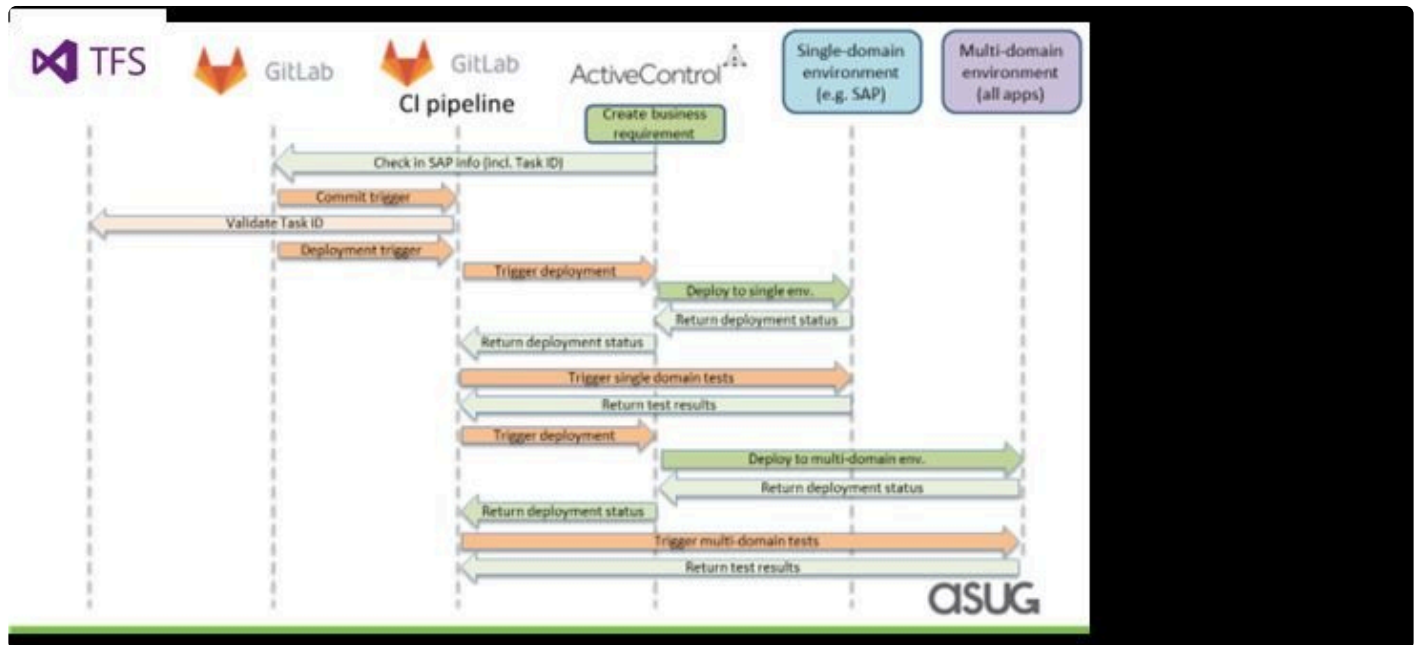 TFS
GitLab
GitLab
CI pipeline
ActiveControl
Create business
requirement
Single-domain
environment
(e.g. SAP)
Multi-domain
environment
(all apps)
Check in SAP info (incl. Task ID)
Commit trigger
Validate Task ID
Deployment trigger
Trigger deployment
Deploy to single env.
Return deployment status
Return deployment status
Trigger single domain tests
Return test results
Trigger deployment
Deploy to multi-domain env.
Return deployment status
Return deployment status
Trigger multi-domain tests
Return test results
asug